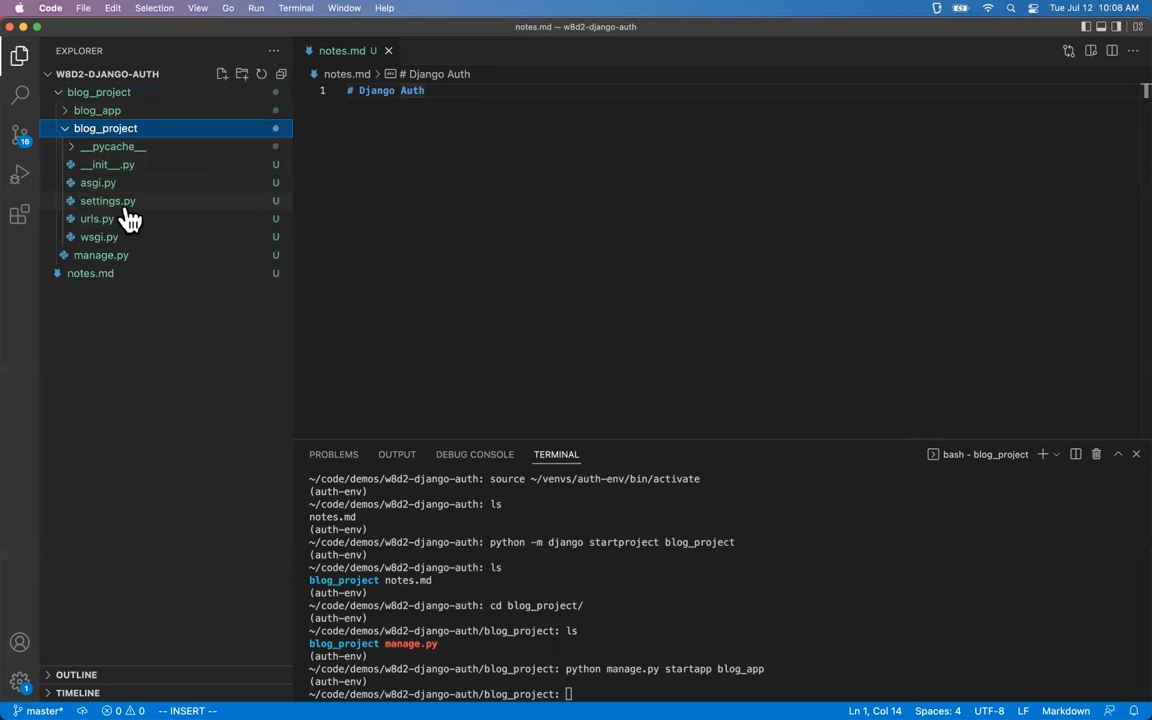 Code File Edit Selection View Go Run Terminal Window Help Tue Jul 12 10:08 AM
notes.md — w8d2-django-auth
EXPLORER
notes.md U
W8D2-DJANGO-AUTH
notes.md > # Django Auth
blog_project
1 # Django Auth
blog_app
blog_project
__pycache__
__init__.py U
asgi.py U
settings.py U
urls.py U
wsgi.py U
manage.py U
notes.md U
16
PROBLEMS OUTPUT DEBUG CONSOLE TERMINAL
bash - blog_project
~/code/demos/w8d2-django-auth: source ~/venvs/auth-env/bin/activate
(auth-env)
~/code/demos/w8d2-django-auth: ls
notes.md
(auth-env)
~/code/demos/w8d2-django-auth: python -m django startproject blog_project
(auth-env)
~/code/demos/w8d2-django-auth: ls
blog_project notes.md
(auth-env)
~/code/demos/w8d2-django-auth: cd blog_project/
(auth-env)
~/code/demos/w8d2-django-auth/blog_project: ls
blog_project manage.py
(auth-env)
~/code/demos/w8d2-django-auth/blog_project: python manage.py startapp blog_app
(auth-env)
~/code/demos/w8d2-django-auth/blog_project:
OUTLINE
TIMELINE
1
master* 0 0 -- INSERT -- Ln 1, Col 14 Spaces: 4 UTF-8 LF Markdown